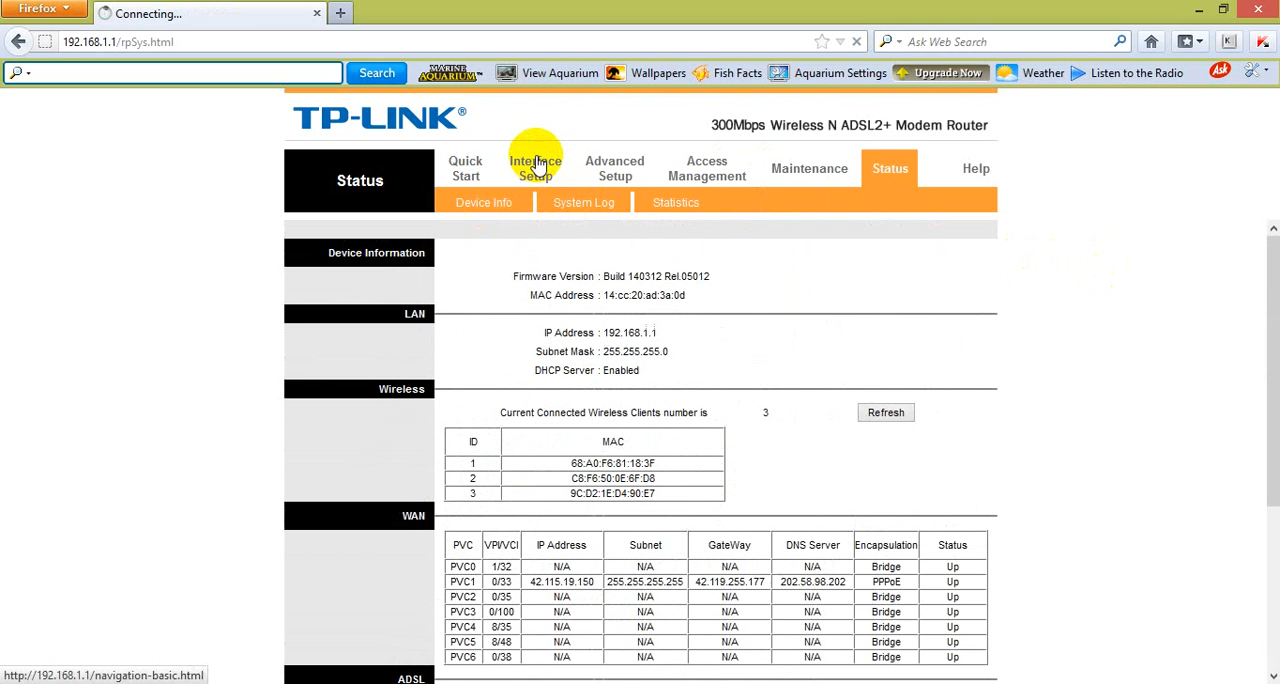 Firefox
Connecting...
192.168.1.1/rpSys.html
Ask Web Search
Search
MARINE AQUARIUM
View Aquarium
Wallpapers
Fish Facts
Aquarium Settings
Upgrade Now
Weather
Listen to the Radio
Ask
TP-LINK®
300Mbps Wireless N ADSL2+ Modem Router
Status
Quick Start
Interface Setup
Advanced Setup
Access Management
Maintenance
Status
Help
Device Info
System Log
Statistics
Device Information
Firmware Version : Build 140312 Rel.05012
MAC Address : 14:cc:20:ad:3a:0d
LAN
IP Address : 192.168.1.1
Subnet Mask : 255.255.255.0
DHCP Server : Enabled
Wireless
Current Connected Wireless Clients number is 3 Refresh
ID MAC
1 68:A0:F6:81:18:3F
2 C8:F6:50:0E:6F:D8
3 9C:D2:1E:D4:90:E7
WAN
PVC VPI/VCI IP Address Subnet GateWay DNS Server Encapsulation Status
PVC0 1/32 N/A N/A N/A N/A Bridge Up
PVC1 0/33 42.115.19.150 255.255.255.255 42.119.255.177 202.58.98.202 PPPoE Up
PVC2 0/35 N/A N/A N/A N/A Bridge Up
PVC3 0/100 N/A N/A N/A N/A Bridge Up
PVC4 8/35 N/A N/A N/A N/A Bridge Up
PVC5 8/48 N/A N/A N/A N/A Bridge Up
PVC6 0/38 N/A N/A N/A N/A Bridge Up
ADSL
http://192.168.1.1/navigation-basic.html